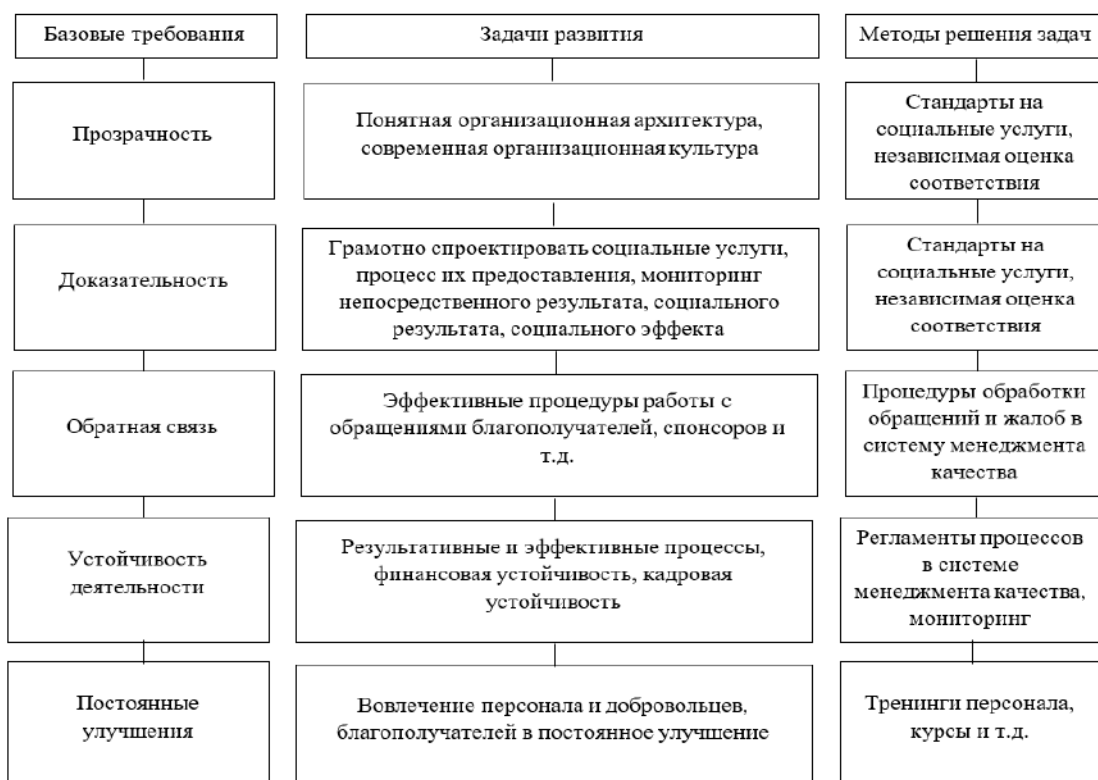 Базовые требования
Задачи развития
Методы решения задач
Прозрачность
Понятная организационная архитектура,
современная организационная культура
Стандарты на
социальные услуги,
независимая оценка
соответствия
Доказательность
Грамотно спроектировать социальные услуги,
процесс их предоставления, мониторинг
непосредственного результата, социального
результата, социального эффекта
Стандарты на
социальные услуги,
независимая оценка
соответствия
Обратная связь
Эффективные процедуры работы с
обращениями благополучателей, спонсоров и
т.д.
Процедуры обработки
обращений и жалоб в
систему менеджмента
качества
Устойчивость
деятельности
Результативные и эффективные процессы,
финансовая устойчивость, кадровая
устойчивость
Регламенты процессов
в системе
менеджмента качества,
мониторинг
Постоянные
улучшения
Вовлечение персонала и добровольцев,
благополучателей в постоянное улучшение
Тренинги персонала,
курсы и т.д.